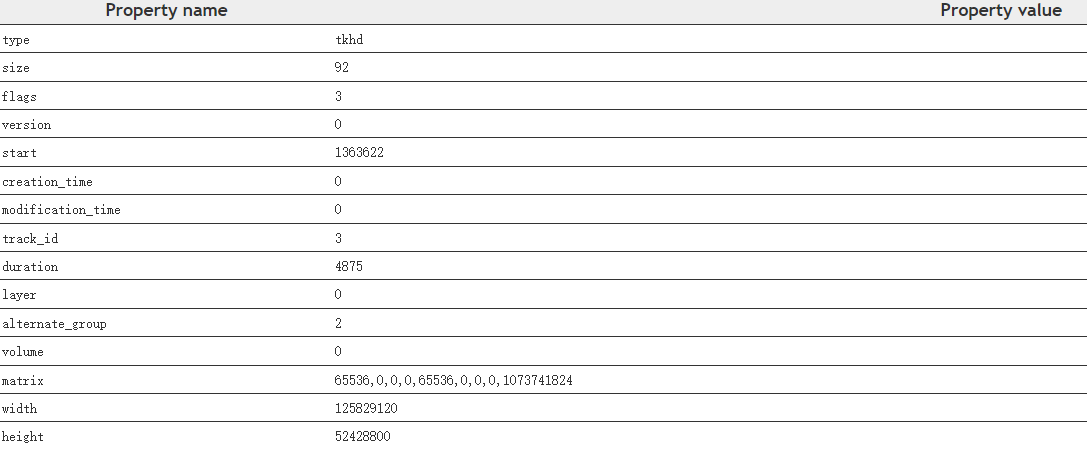 Property name Property value
type tkhd
size 92
flags 3
version 0
start 1363622
creation_time 0
modification_time 0
track_id 3
duration 4875
layer 0
alternate_group 2
volume 0
matrix 65536,0,0,0,65536,0,0,0,1073741824
width 125829120
height 52428800